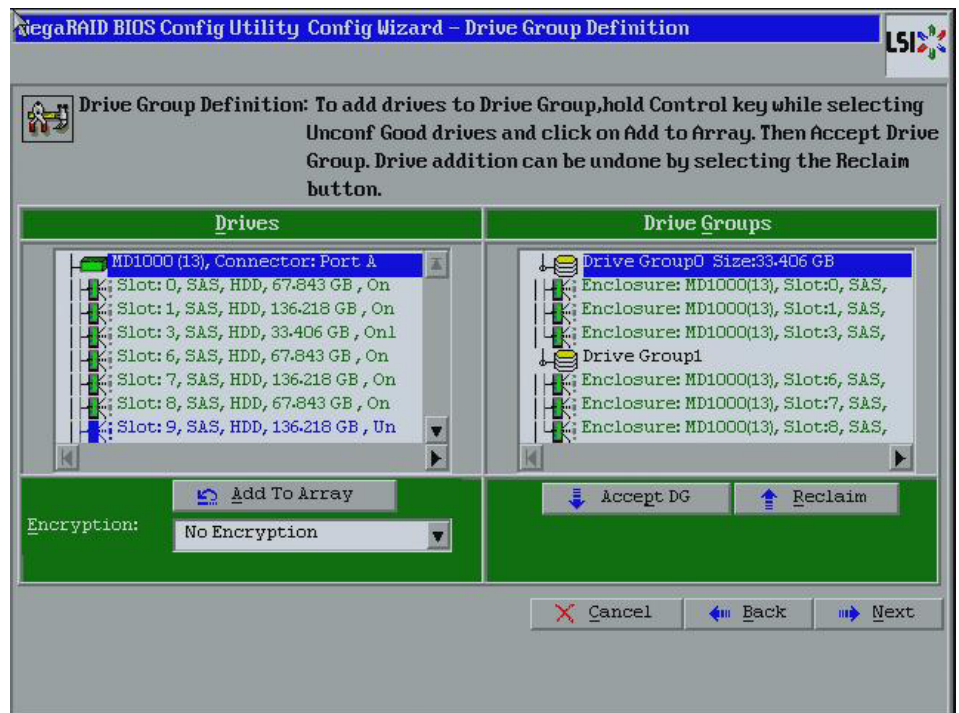 MegaRAID BIOS Config Utility Config Wizard – Drive Group Definition
LSI
Drive Group Definition: To add drives to Drive Group,hold Control key while selecting
Unconf Good drives and click on Add to Array. Then Accept Drive
Group. Drive addition can be undone by selecting the Reclaim
button.
Drives
MD1000 (13), Connector: Port A
Slot: 0, SAS, HDD, 67.843 GB , On
Slot: 1, SAS, HDD, 136.218 GB , On
Slot: 3, SAS, HDD, 33.406 GB , Onl
Slot: 6, SAS, HDD, 67.843 GB , On
Slot: 7, SAS, HDD, 136.218 GB , On
Slot: 8, SAS, HDD, 67.843 GB , On
Slot: 9, SAS, HDD, 136.218 GB , Un
Add To Array
Encryption:
No Encryption
Drive Groups
Drive Group0 Size:33.406 GB
Enclosure: MD1000(13), Slot:0, SAS,
Enclosure: MD1000(13), Slot:1, SAS,
Enclosure: MD1000(13), Slot:3, SAS,
Drive Group1
Enclosure: MD1000(13), Slot:6, SAS,
Enclosure: MD1000(13), Slot:7, SAS,
Enclosure: MD1000(13), Slot:8, SAS,
Accept DG
Reclaim
Cancel
Back
Next